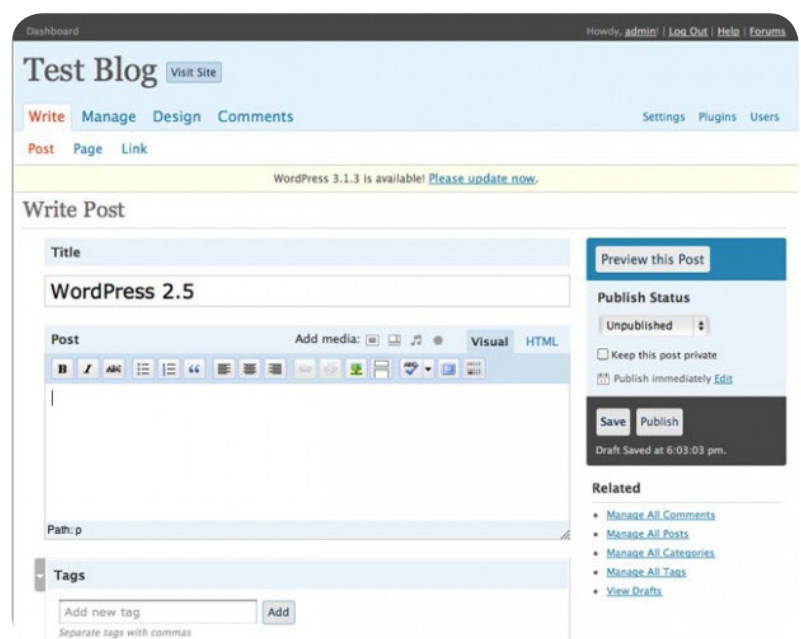 Dashboard
Howdy, admin! | Log Out | Help | Forums
Test Blog Visit Site
Write Manage Design Comments
Settings Plugins Users
Post Page Link
WordPress 3.1.3 is available! Please update now.
Write Post
Title
WordPress 2.5
Post
Add media:
Visual HTML
B I ABC
ABC
Path: p
Tags
Add new tag
Add
Separate tags with commas
Preview this Post
Publish Status
Unpublished
Keep this post private
Publish immediately Edit
Save Publish
Draft Saved at 6:03:03 pm.
Related
Manage All Comments
Manage All Posts
Manage All Categories
Manage All Tags
View Drafts